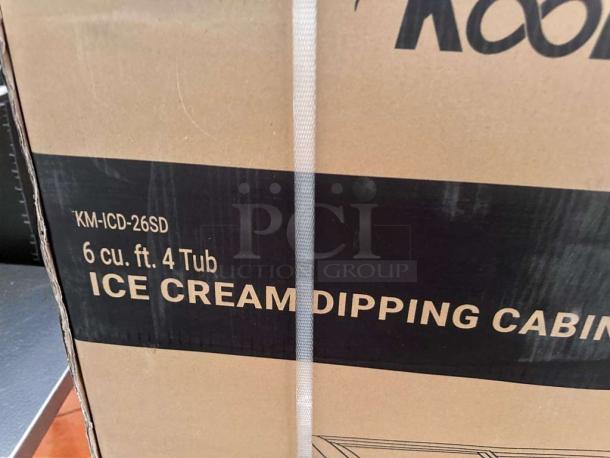 KM-ICD-26SD
6 cu. ft. 4 Tub
ICE CREAM DIPPING CABIN
PCI
AUCTION GROUP